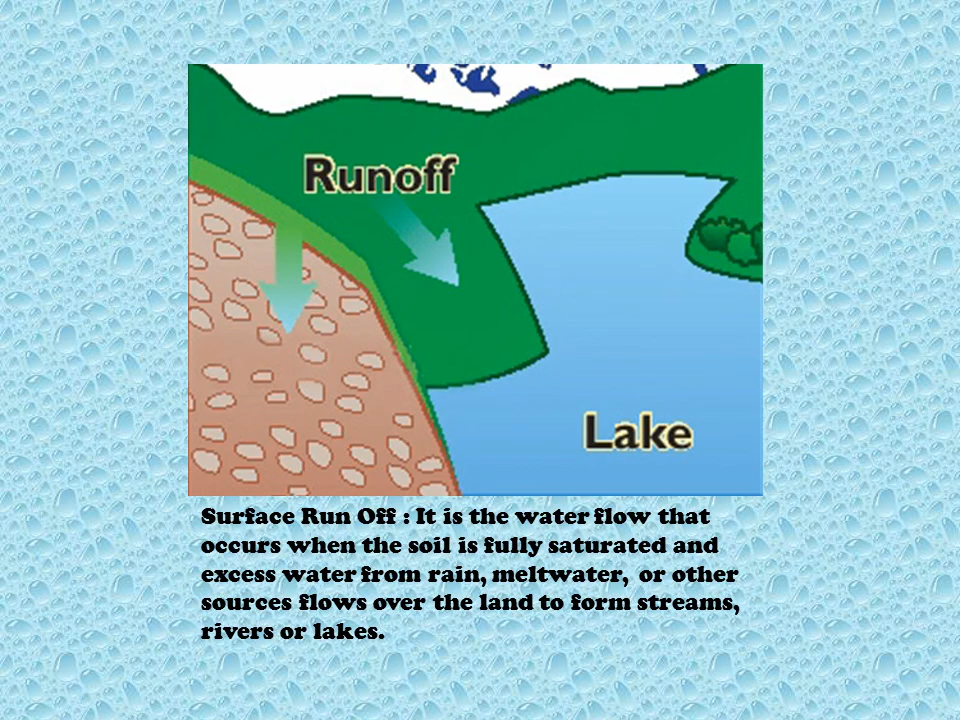 Runoff
Lake
Surface Run Off : It is the water flow that
occurs when the soil is fully saturated and
excess water from rain, meltwater, or other
sources flows over the land to form streams,
rivers or lakes.